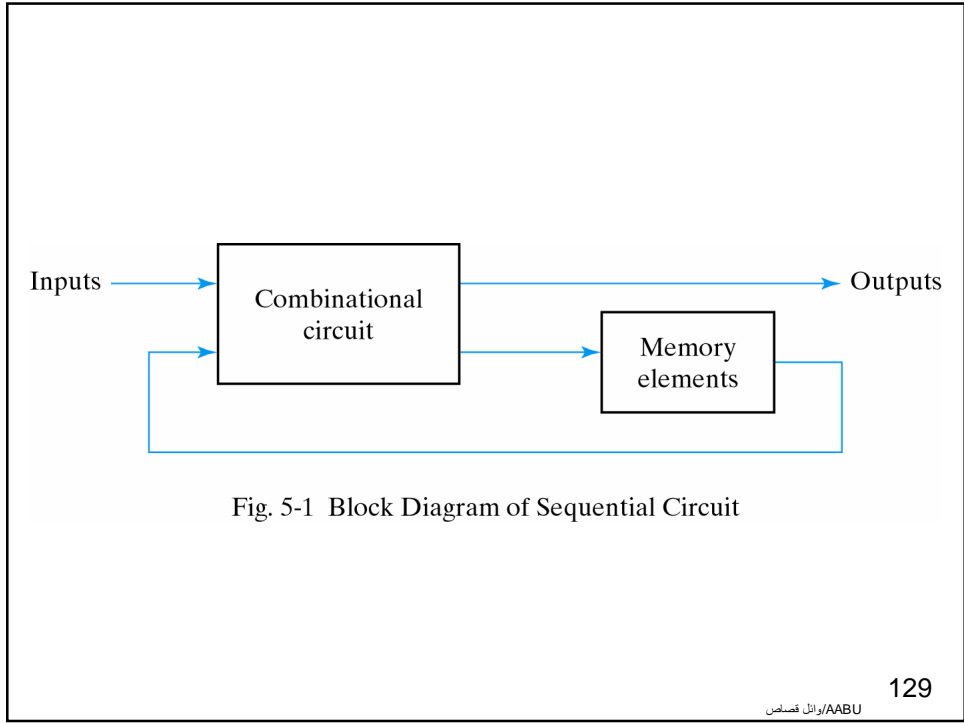 Inputs
Combinational
circuit
Outputs
Memory
elements
Fig. 5-1 Block Diagram of Sequential Circuit
129
وائل قصاص/AABU